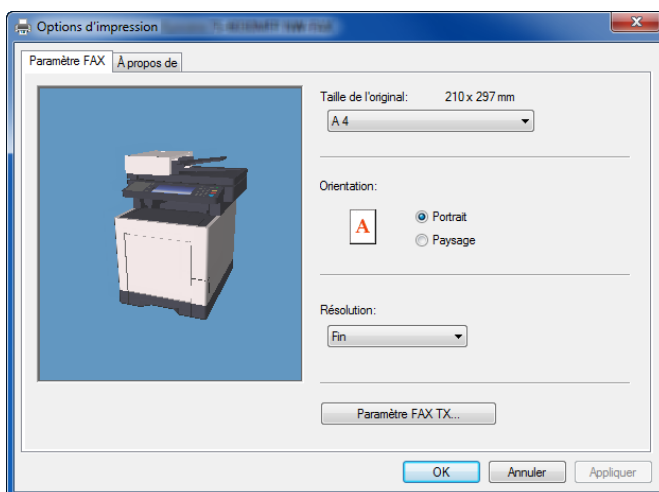 Options d'impression
Paramètre FAX
À propos de
Taille de l'original: 210 x 297 mm
A 4
Orientation:
A
Portrait
Paysage
Résolution:
Fin
Paramètre FAX TX...
OK
Annuler
Appliquer